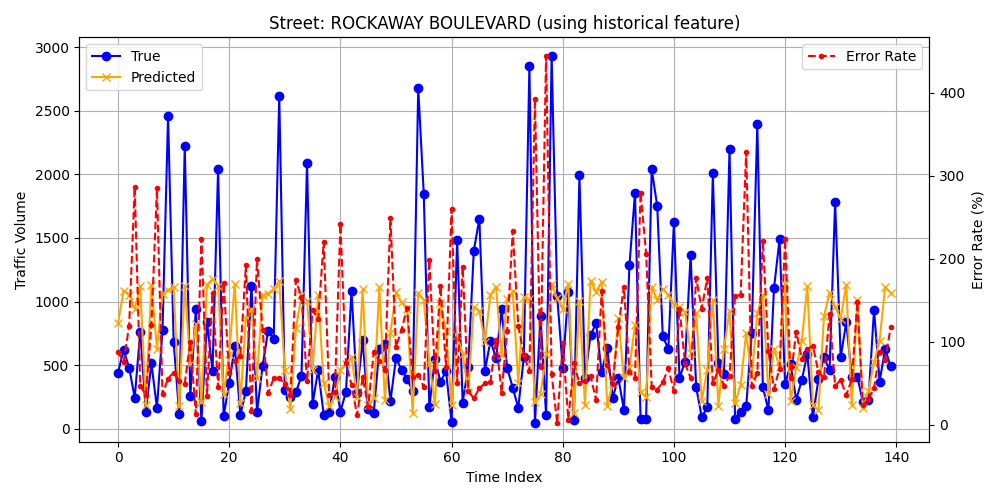 Street: ROCKAWAY BOULEVARD (using historical feature)
True
Predicted
Error Rate
3000
2500
2000
1500
1000
500
0
Traffic Volume
400
300
200
100
0
Error Rate (%)
0 20 40 60 80 100 120 140
Time Index